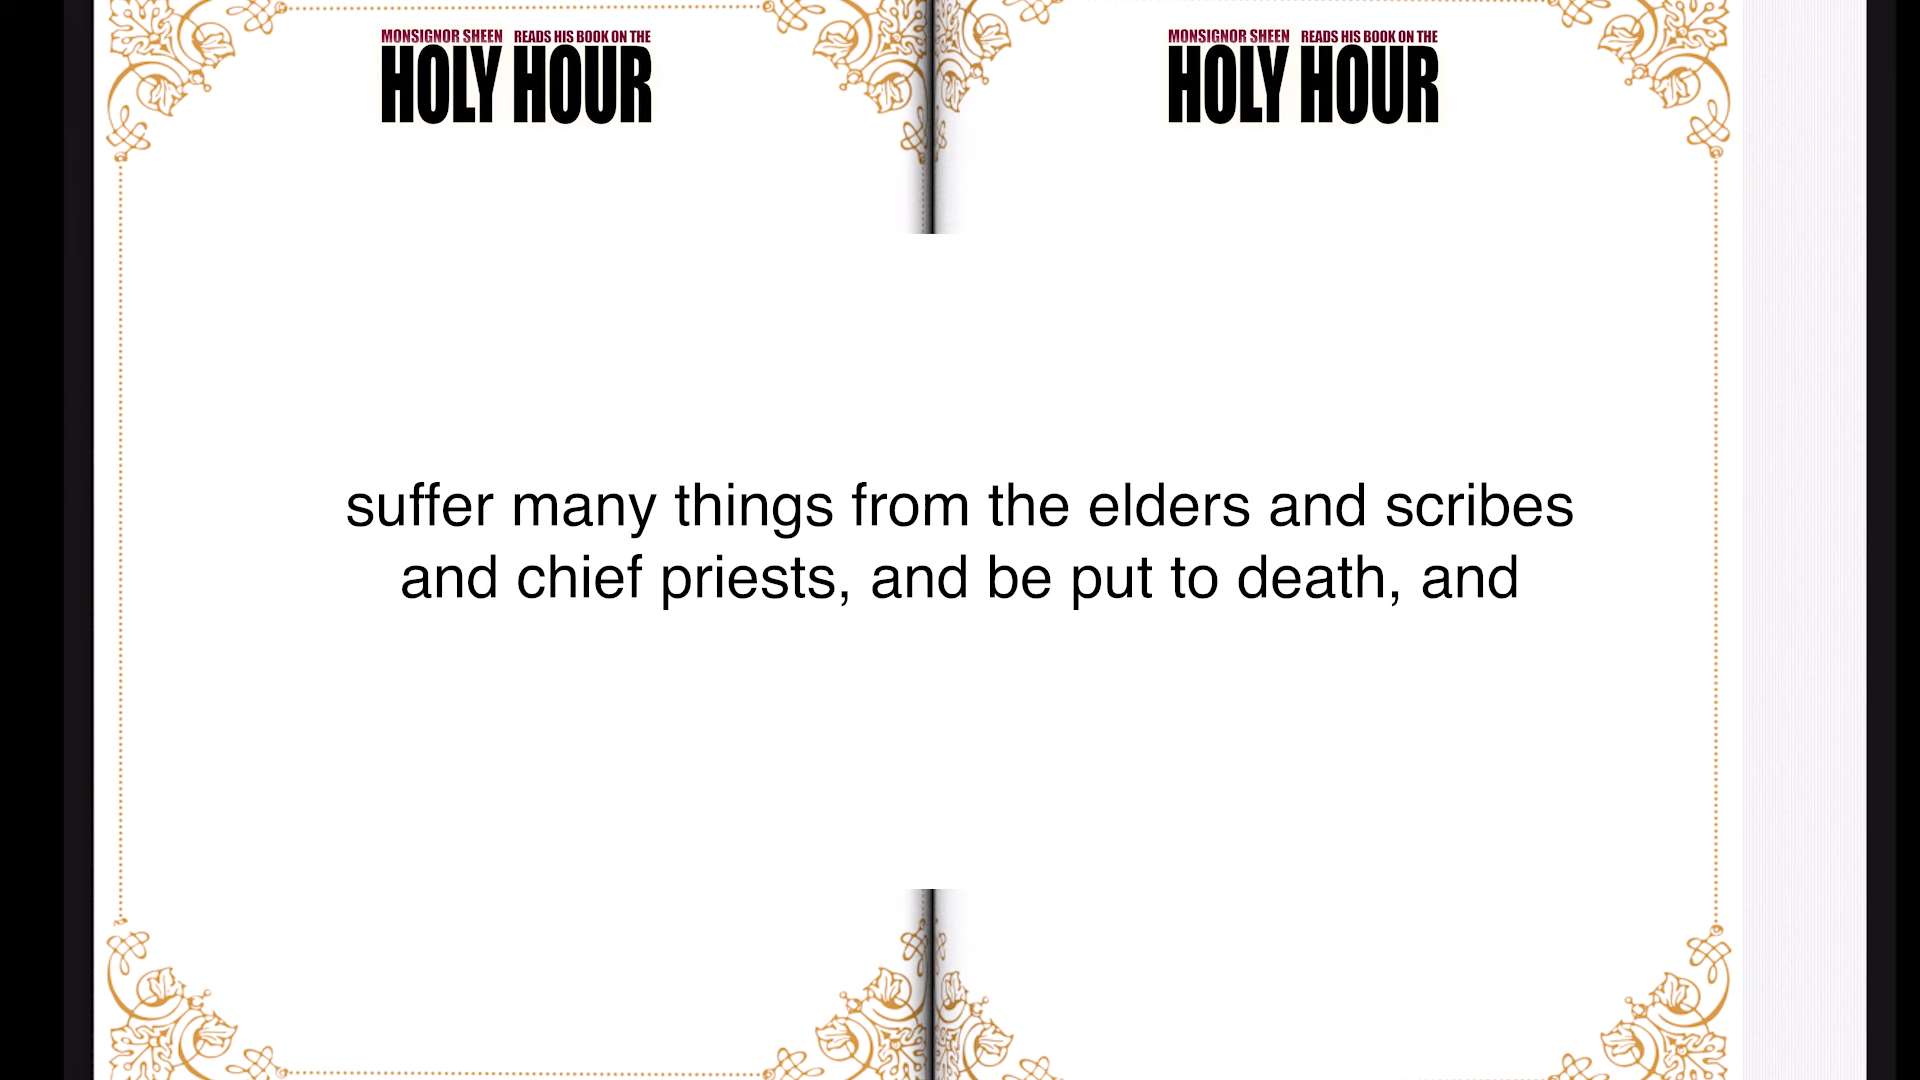 MONSIGNOR SHEEN READS HIS BOOK ON THE
HOLY HOUR
MONSIGNOR SHEEN READS HIS BOOK ON THE
HOLY HOUR
suffer many things from the elders and scribes
and chief priests, and be put to death, and